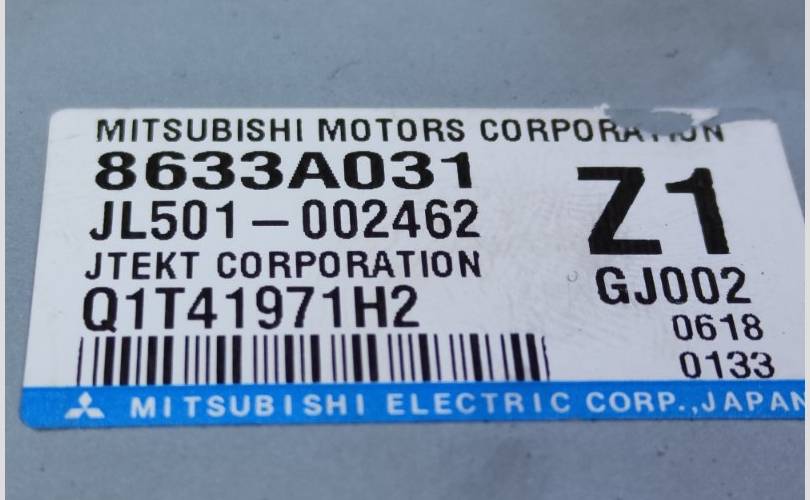 MITSUBISHI MOTORS CORPORATION
8633A031
JL501-002462
JTEKT CORPORATION
Q1T41971H2
Z1
GJ002
0618
0133
MITSUBISHI ELECTRIC CORP.,JAPAN